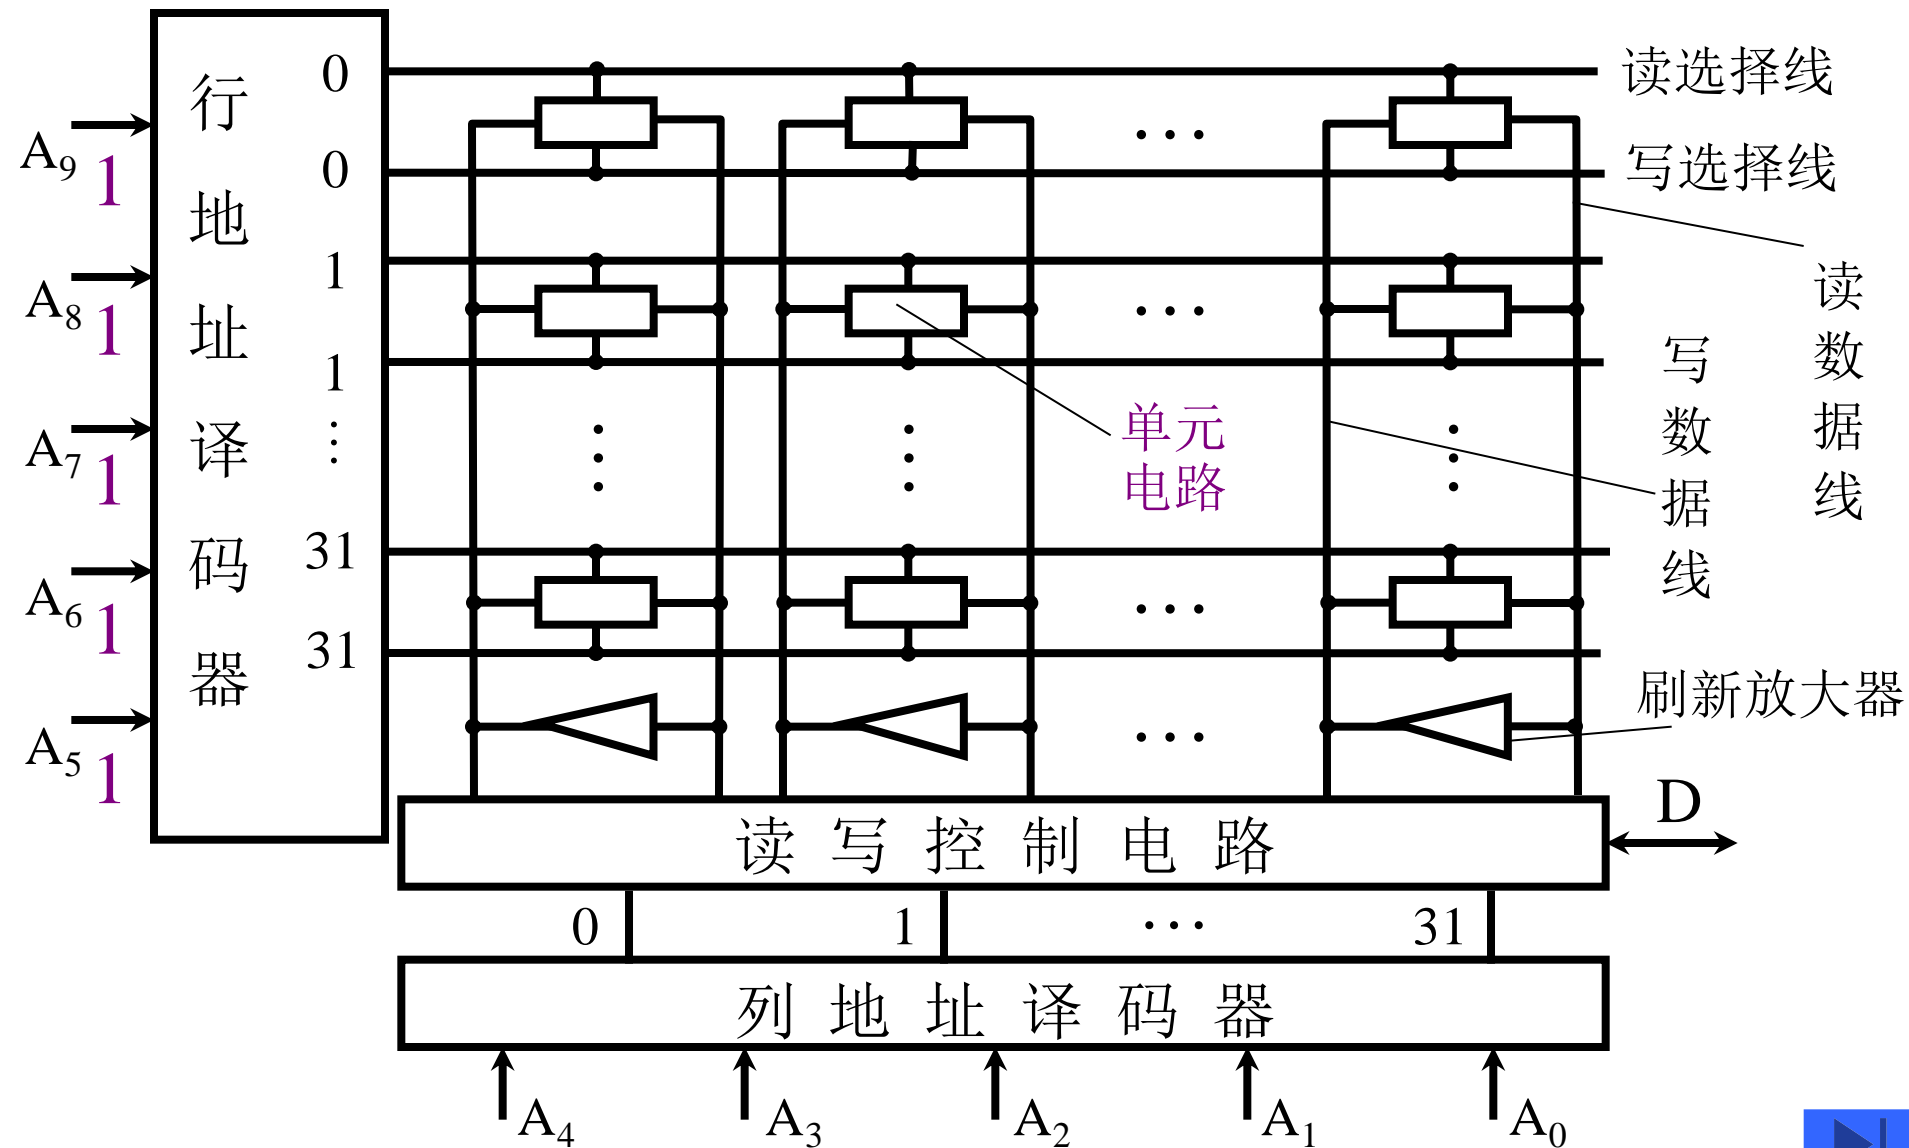 行地址译码器
0
0
1
1
⋮
31
31
A9 1
A8 1
A7 1
A6 1
A5 1
读选择线
写选择线
读数据线
写数据线
单元
电路
刷新放大器
…
…
…
…
读写控制电路
D
0 1 … 31
列地址译码器
A4 A3 A2 A1 A0